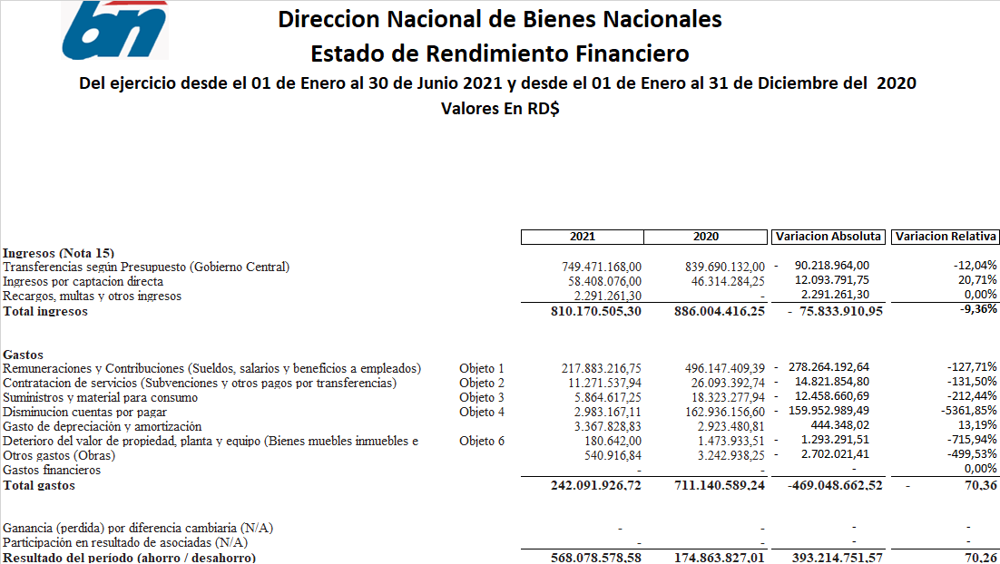 bn
Direccion Nacional de Bienes Nacionales
Estado de Rendimiento Financiero
Del ejercicio desde el 01 de Enero al 30 de Junio 2021 y desde el 01 de Enero al 31 de Diciembre del 2020
Valores En RD$
2021 2020 Variacion Absoluta Variacion Relativa
Ingresos (Nota 15)
Transferencias según Presupuesto (Gobierno Central) 749.471.168,00 839.690.132,00 - 90.218.964,00 -12,04%
Ingresos por captacion directa 58.408.076,00 46.314.284,25 12.093.791,75 20,71%
Recargos, multas y otros ingresos 2.291.261,30 - 2.291.261,30 0,00%
Total ingresos 810.170.505,30 886.004.416,25 - 75.833.910,95 -9,36%
Gastos
Remuneraciones y Contribuciones (Sueldos, salarios y beneficios a empleados) Objeto 1 217.883.216,75 496.147.409,39 - 278.264.192,64 -127,71%
Contratacion de servicios (Subvenciones y otros pagos por transferencias) Objeto 2 11.271.537,94 26.093.392,74 - 14.821.854,80 -131,50%
Suministros y material para consumo Objeto 3 5.864.617,25 18.323.277,94 - 12.458.660,69 -212,44%
Disminucion cuentas por pagar Objeto 4 2.983.167,11 162.936.156,60 - 159.952.989,49 -5361,85%
Gasto de depreciación y amortización 3.367.828,83 2.923.480,81 444.348,02 13,19%
Deterioro del valor de propiedad, planta y equipo (Bienes muebles inmuebles e Objeto 6 180.642,00 1.473.933,51 - 1.293.291,51 -715,94%
Otros gastos (Obras) 540.916,84 3.242.938,25 - 2.702.021,41 -499,53%
Gastos financieros - - - 0,00%
Total gastos 242.091.926,72 711.140.589,24 -469.048.662,52 - 70,36
Ganancia (perdida) por diferencia cambiaria (N/A) - - - -
Participación en resultado de asociadas (N/A) - - - -
Resultado del período (ahorro / desahorro) 568.078.578,58 174.863.827,01 393.214.751,57 70,26